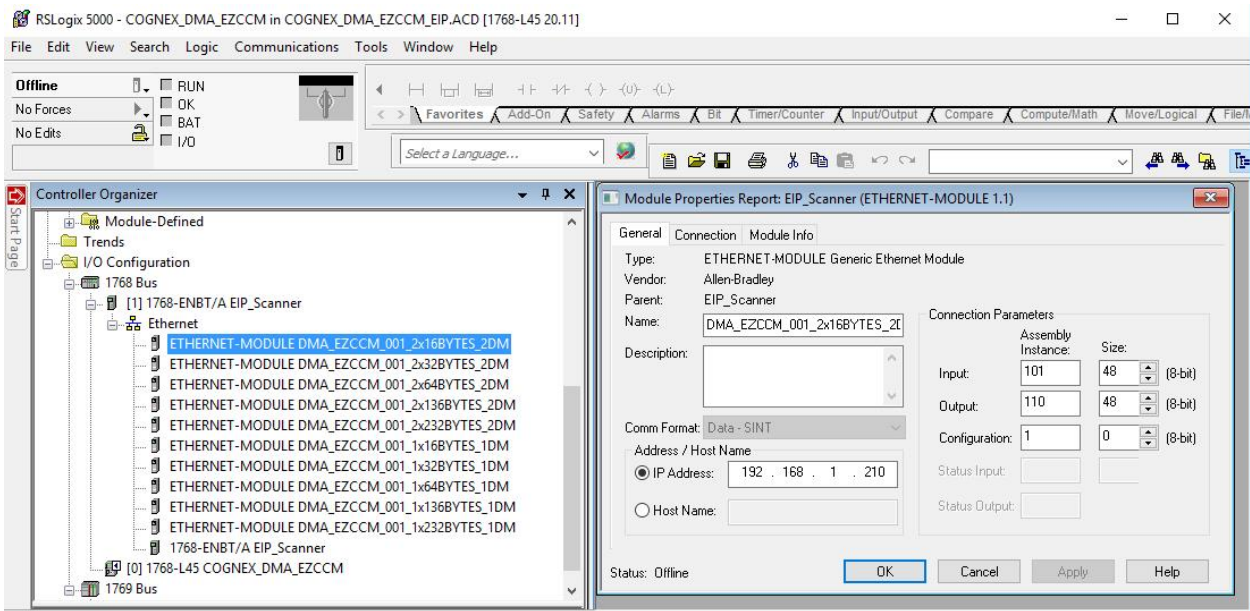 RSLogix 5000 - COGNEX_DMA_EZCCM in COGNEX_DMA_EZCCM_EIP.ACD [1768-L45 20.11]
File Edit View Search Logic Communications Tools Window Help
Offline
RUN
No Forces
OK
BAT
No Edits
I/O
Favorites Add-On Safety Alarms Bit Timer/Counter Input/Output Compare Compute/Math Move/Logical
Select a Language...
Start Page
Controller Organizer
Module-Defined
Trends
I/O Configuration
1768 Bus
[1] 1768-ENBT/A EIP_Scanner
Ethernet
ETHERNET-MODULE DMA_EZCCM_001_2x16BYTES_2DM
ETHERNET-MODULE DMA_EZCCM_001_2x32BYTES_2DM
ETHERNET-MODULE DMA_EZCCM_001_2x64BYTES_2DM
ETHERNET-MODULE DMA_EZCCM_001_2x136BYTES_2DM
ETHERNET-MODULE DMA_EZCCM_001_2x232BYTES_2DM
ETHERNET-MODULE DMA_EZCCM_001_1x16BYTES_1DM
ETHERNET-MODULE DMA_EZCCM_001_1x32BYTES_1DM
ETHERNET-MODULE DMA_EZCCM_001_1x64BYTES_1DM
ETHERNET-MODULE DMA_EZCCM_001_1x136BYTES_1DM
ETHERNET-MODULE DMA_EZCCM_001_1x232BYTES_1DM
1768-ENBT/A EIP_Scanner
[0] 1768-L45 COGNEX_DMA_EZCCM
1769 Bus
Module Properties Report: EIP_Scanner (ETHERNET-MODULE 1.1)
General Connection Module Info
Type: ETHERNET-MODULE Generic Ethernet Module
Vendor: Allen-Bradley
Parent: EIP_Scanner
Name: DMA_EZCCM_001_2x16BYTES_2D
Description:
Comm Format: Data - SINT
Address / Host Name
IP Address: 192 . 168 . 1 . 210
Host Name:
Connection Parameters
Assembly Instance: Size:
Input: 101 48 (8-bit)
Output: 110 48 (8-bit)
Configuration: 1 0 (8-bit)
Status Input:
Status Output:
Status: Offline
OK Cancel Apply Help